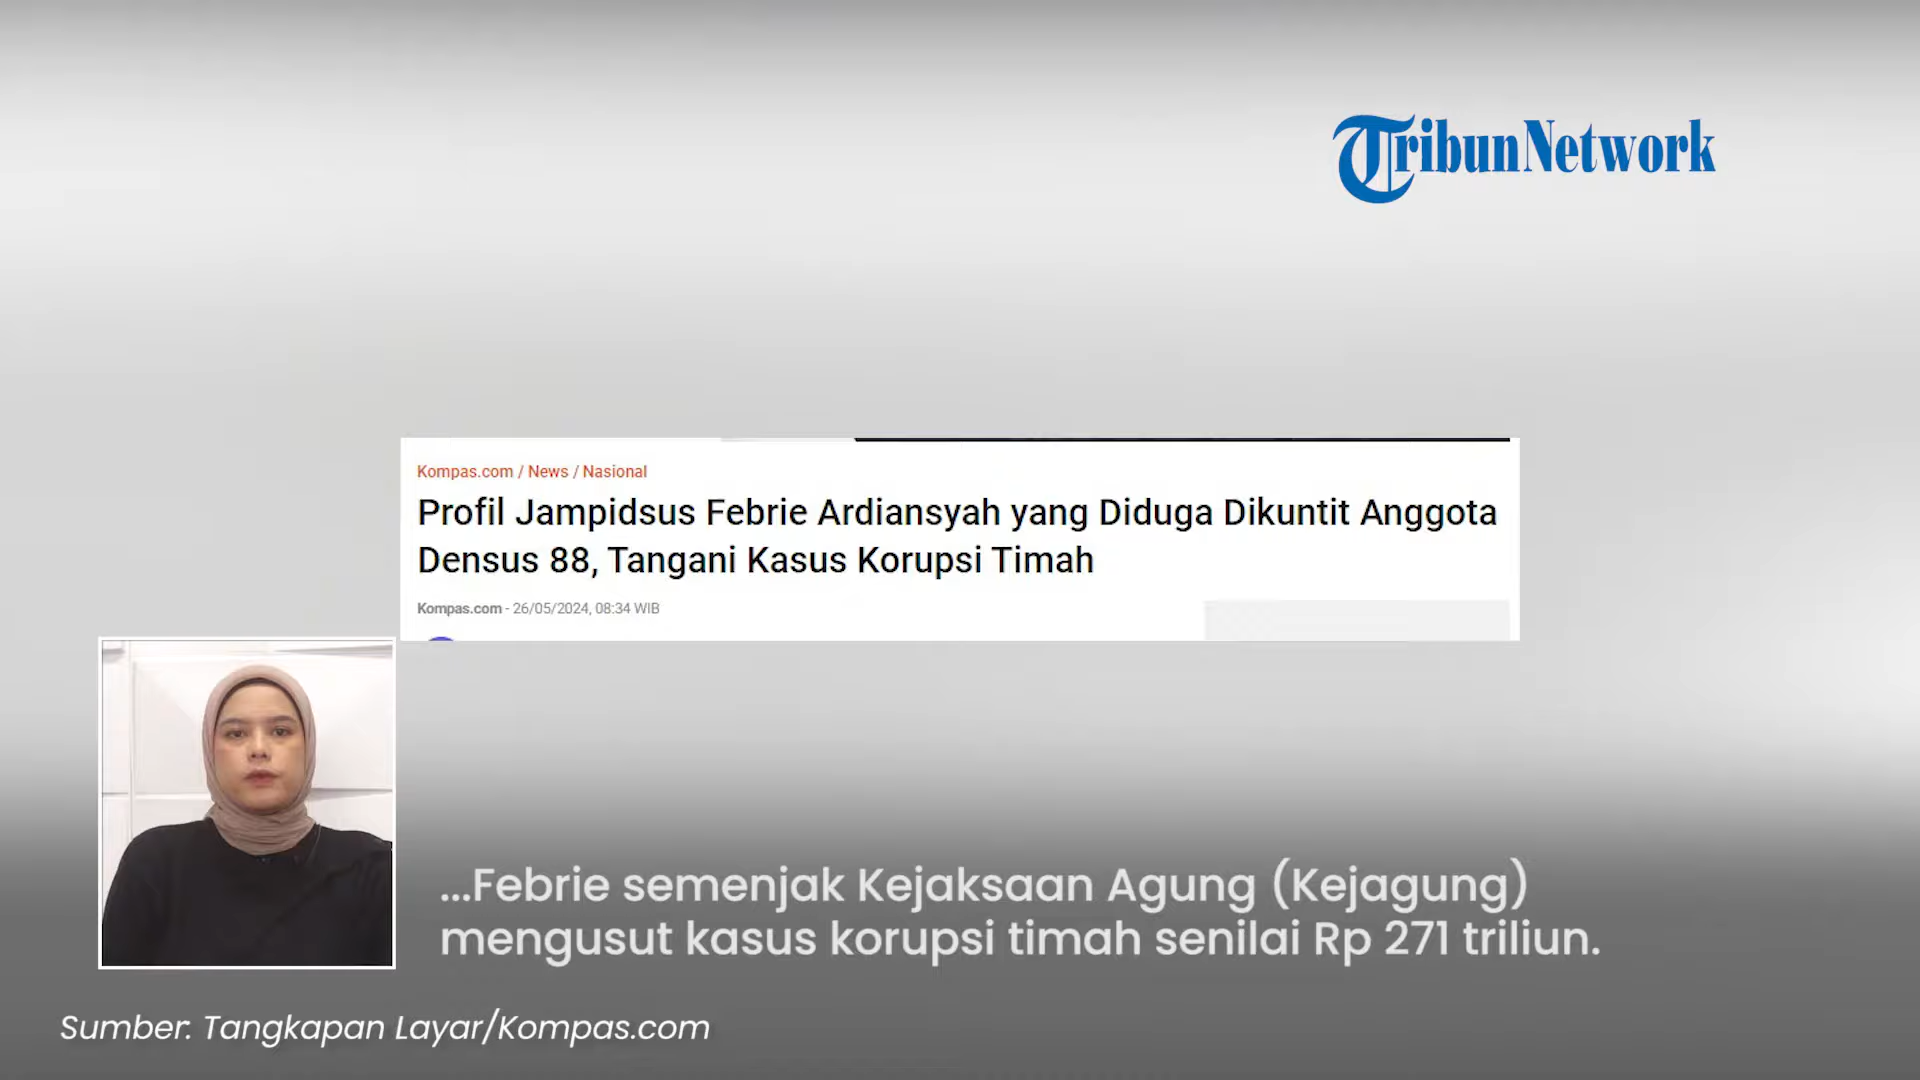 TribunNetwork
Kompas.com / News / Nasional
Profil Jampidsus Febrie Ardiansyah yang Diduga Dikuntit Anggota
Densus 88, Tangani Kasus Korupsi Timah
Kompas.com - 26/05/2024, 08:34 WIB
...Febrie semenjak Kejaksaan Agung (Kejagung)
mengusut kasus korupsi timah senilai Rp 271 triliun.
Sumber: Tangkapan Layar/Kompas.com